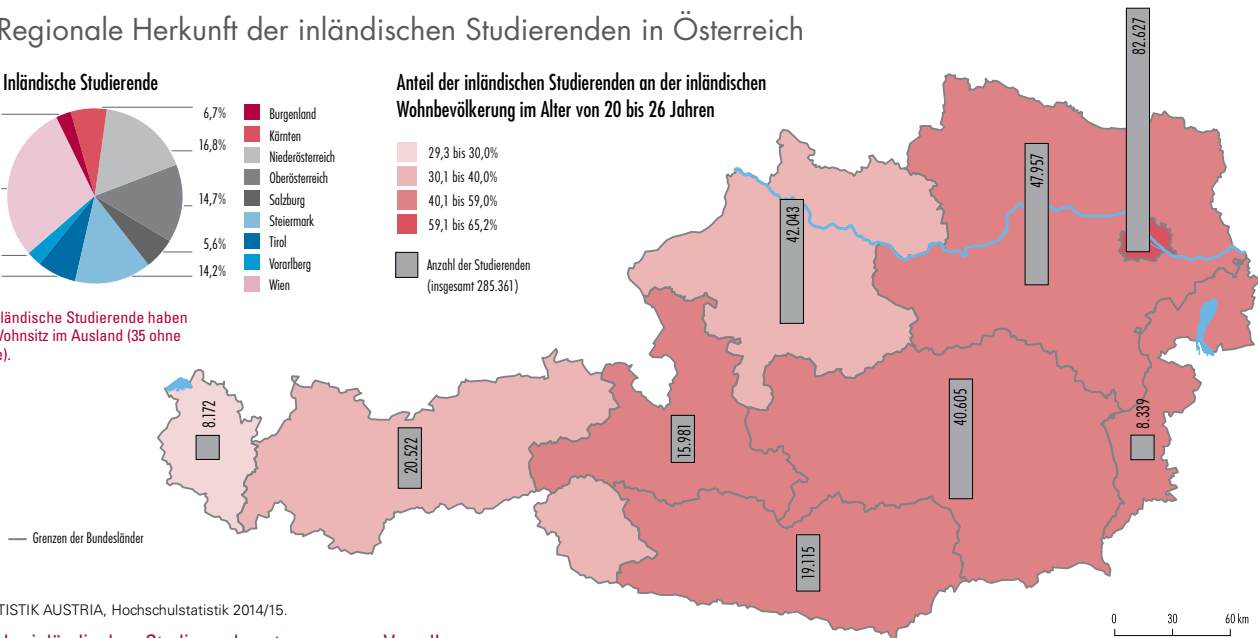 Regionale Herkunft der inländischen Studierenden in Österreich
Inländische Studierende
6,7%
16,8%
14,7%
5,6%
14,2%
Burgenland
Kärnten
Niederösterreich
Oberösterreich
Salzburg
Steiermark
Tirol
Vorarlberg
Wien
ländische Studierende haben
Wohnsitz im Ausland (35 ohne
e).
Anteil der inländischen Studierenden an der inländischen
Wohnbevölkerung im Alter von 20 bis 26 Jahren
29,3 bis 30,0%
30,1 bis 40,0%
40,1 bis 59,0%
59,1 bis 65,2%
Anzahl der Studierenden
(insgesamt 285.361)
82.627
47.957
42.043
40.605
8.339
15.981
20.522
8.172
19.115
Grenzen der Bundesländer
TISTIK AUSTRIA, Hochschulstatistik 2014/15.
0 30 60 km